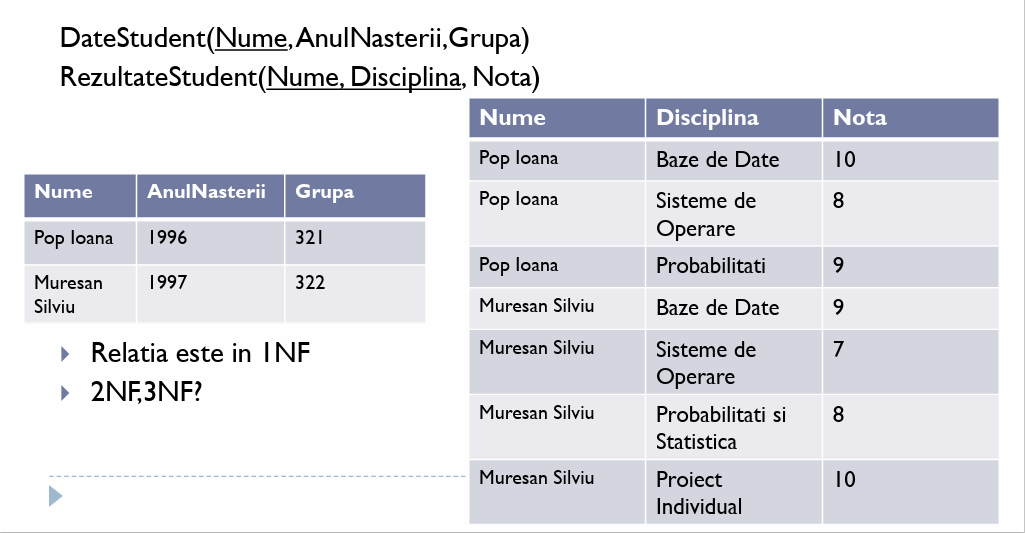 DateStudent(Nume, AnulNasterii,Grupa)
RezultateStudent(Nume, Disciplina, Nota)
Nume AnulNasterii Grupa
Pop Ioana 1996 321
Muresan 1997 322
Silviu
Relatia este in 1NF
2NF,3NF?
Nume Disciplina Nota
Pop Ioana Baze de Date 10
Pop Ioana Sisteme de 8
Operare
Pop Ioana Probabilitati 9
Muresan Silviu Baze de Date 9
Muresan Silviu Sisteme de 7
Operare
Muresan Silviu Probabilitati si 8
Statistica
Muresan Silviu Proiect 10
Individual